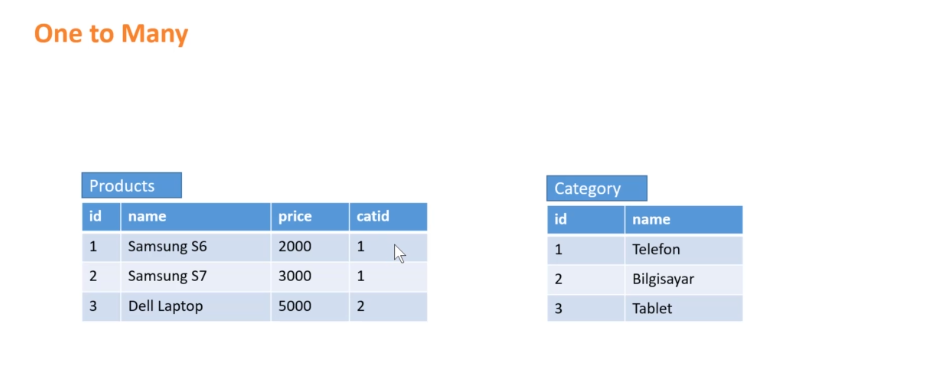 One to Many
Products
id name price catid
1 Samsung S6 2000 1
2 Samsung S7 3000 1
3 Dell Laptop 5000 2
Category
id name
1 Telefon
2 Bilgisayar
3 Tablet